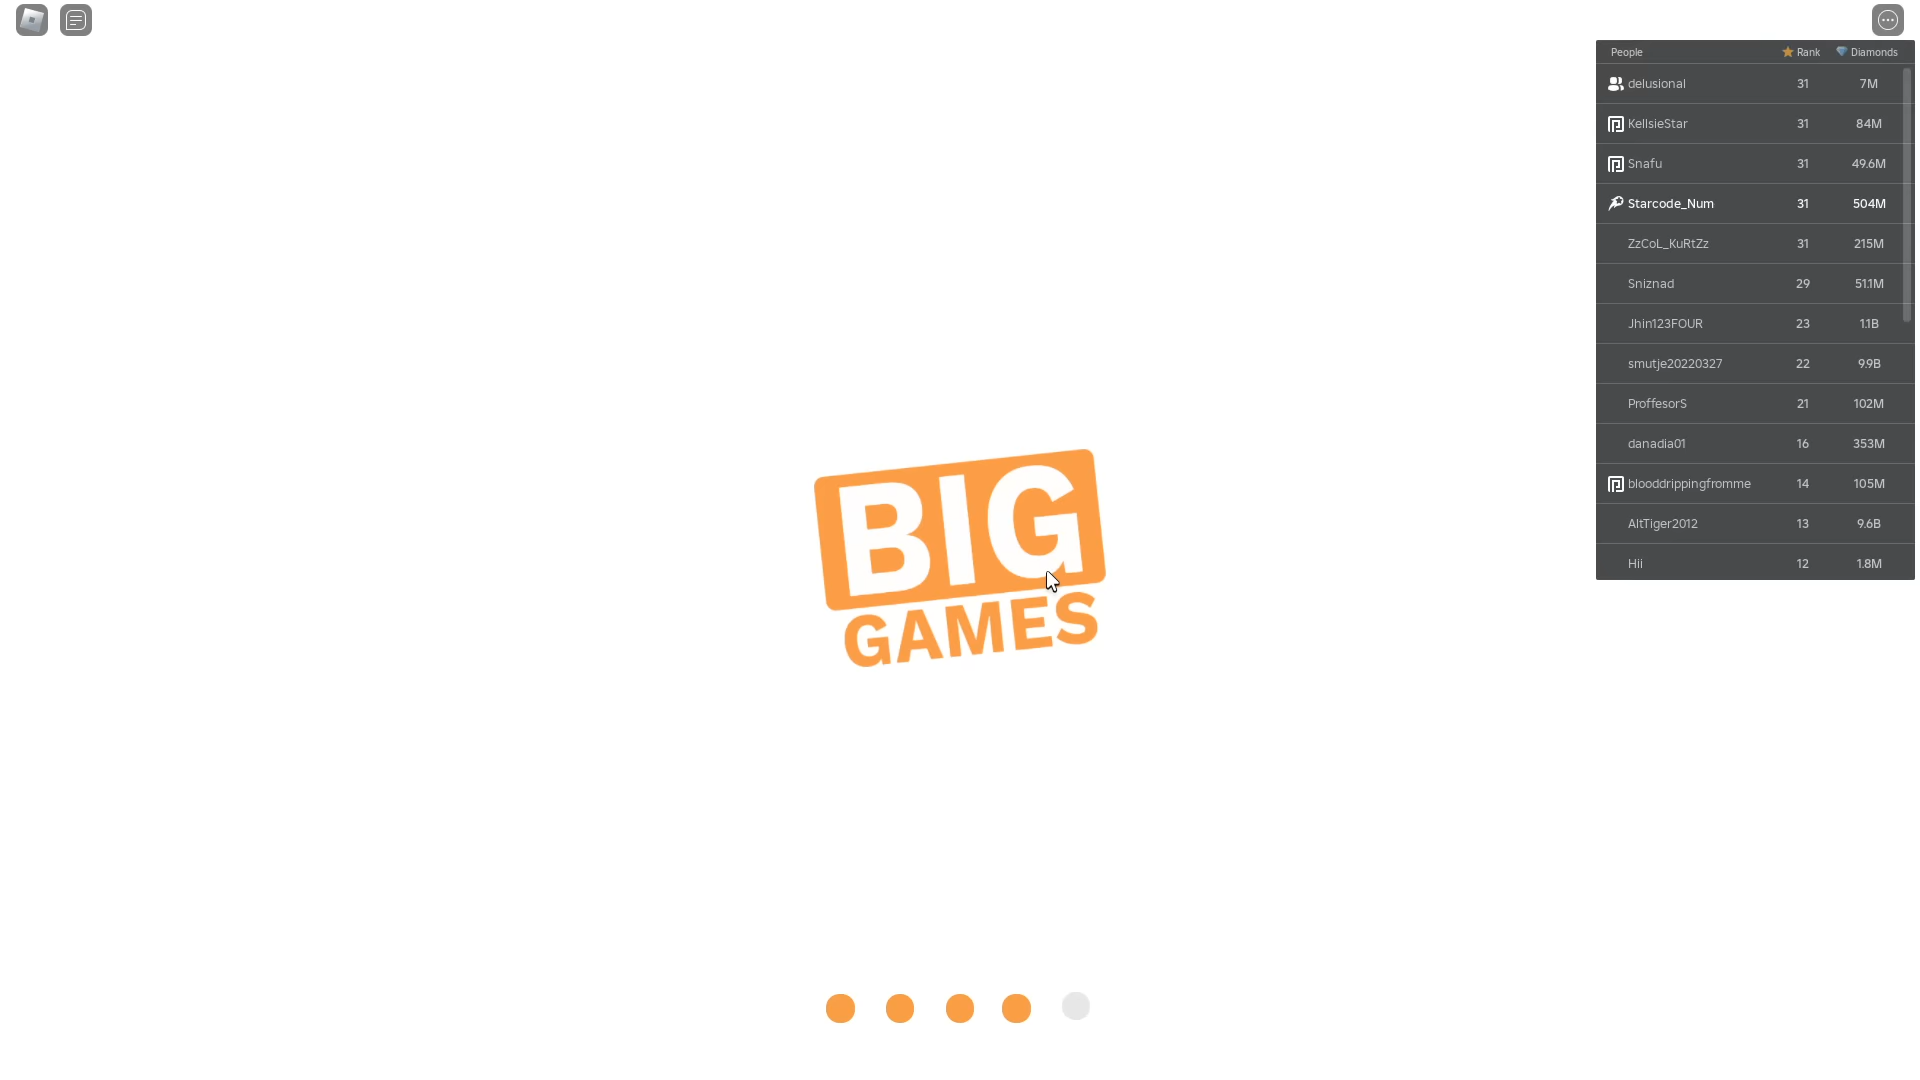 People Rank Diamonds
delusional 31 7M
KellsieStar 31 84M
Snafu 31 49.6M
Starcode_Num 31 504M
ZzCoL_KuRtZz 31 215M
Sniznad 29 51.1M
Jhin123FOUR 23 1.1B
smutje20220327 22 9.9B
ProffesorS 21 102M
danadia01 16 353M
blooddrippingfromme 14 105M
AltTiger2012 13 9.6B
Hii 12 1.8M
BIG
GAMES